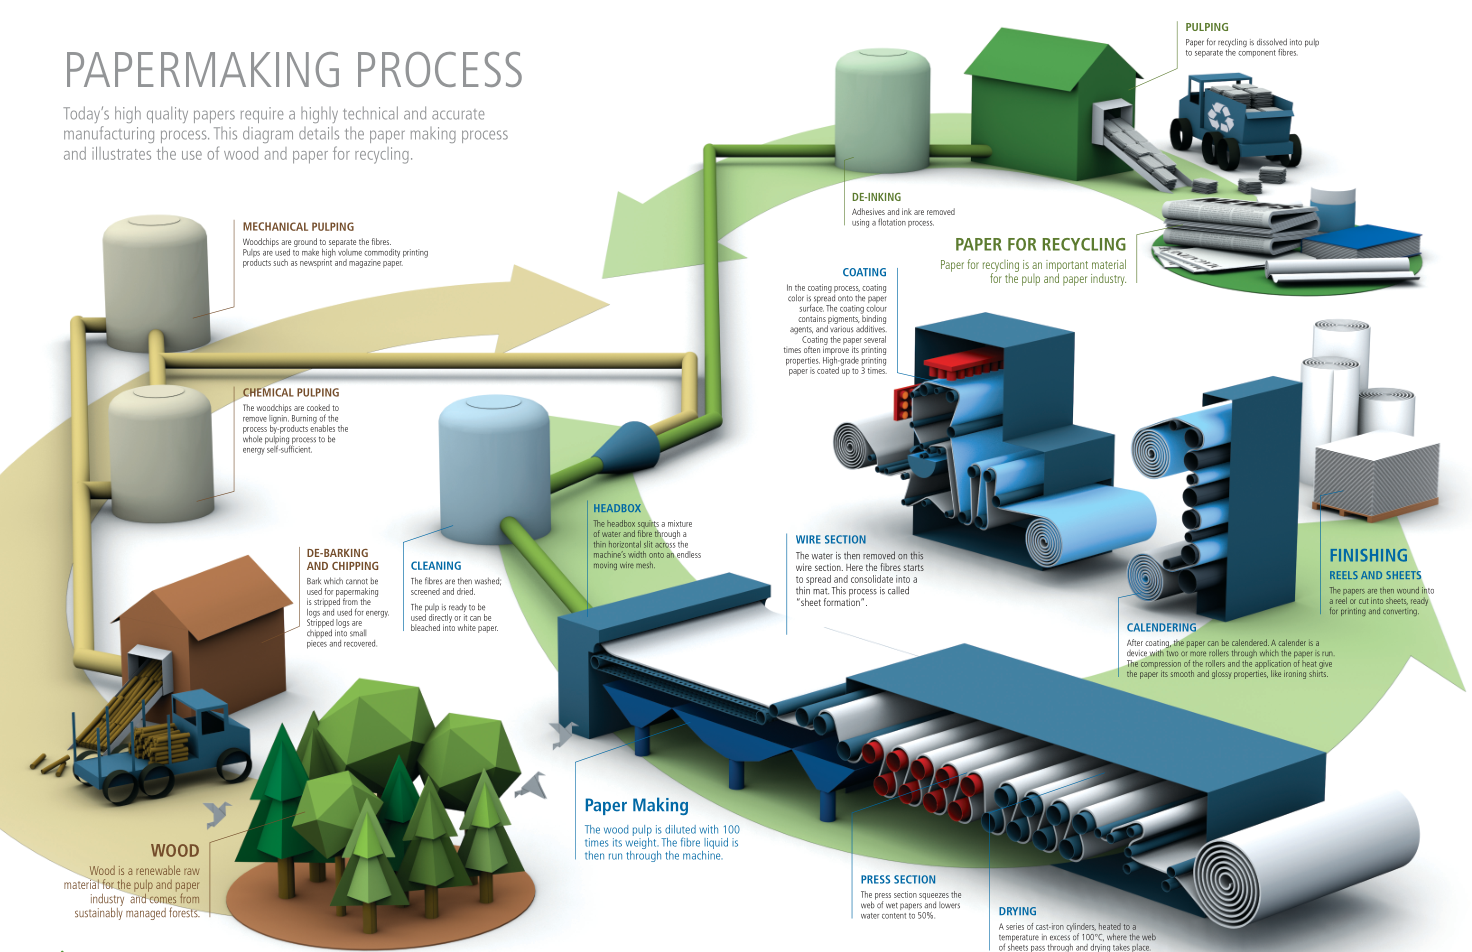 PAPERMAKING PROCESS
Today's high quality papers require a highly technical and accurate
manufacturing process. This diagram details the paper making process
and illustrates the use of wood and paper for recycling.
PULPING
Paper for recycling is dissolved into pulp
to separate the component fibres.
DE-INKING
Adhesives and ink are removed
using a flotation process.
PAPER FOR RECYCLING
Paper for recycling is an important material
for the pulp and paper industry.
MECHANICAL PULPING
Woodchips are ground to separate the fibres.
Pulps are used to make high volume commodity printing
products such as newsprint and magazine paper.
COATING
In the coating process, coating
color is spread onto the paper
surface. The coating colour
contains pigments, binding
agents, and various additives.
Coating the paper several
times often improve its printing
properties. High-grade printing
paper is coated up to 3 times.
CHEMICAL PULPING
The woodchips are cooked to
remove lignin. Burning of the
process by-products enables the
whole pulping process to be
energy self-sufficient.
HEADBOX
The headbox squirts a mixture
of water and fibre through a
thin horizontal slit across the
machine's width onto an endless
moving wire mesh.
WIRE SECTION
The water is then removed on this
wire section. Here the fibres starts
to spread and consolidate into a
thin mat. This process is called
"sheet formation".
DE-BARKING
AND CHIPPING
Bark which cannot be
used for papermaking
is stripped from the
logs and used for energy.
Stripped logs are
chipped into small
pieces and recovered.
CLEANING
The fibres are then washed;
screened and dried.
The pulp is ready to be
used directly or it can be
bleached into white paper.
FINISHING
REELS AND SHEETS
The papers are then wound into
a reel or cut into sheets, ready
for printing and converting.
CALENDERING
After coating, the paper can be calendered. A calender is a
device with two or more rollers through which the paper is run.
The compression of the rollers and the application of heat give
the paper its smooth and glossy properties, like ironing shirts.
Paper Making
The wood pulp is diluted with 100
times its weight. The fibre liquid is
then run through the machine.
WOOD
Wood is a renewable raw
material for the pulp and paper
industry and comes from
sustainably managed forests.
PRESS SECTION
The press section squeezes the
web of wet papers and lowers
water content to 50%.
DRYING
A series of cast-iron cylinders, heated to a
temperature in excess of 100°C, where the web
of sheets pass through and drying takes place.